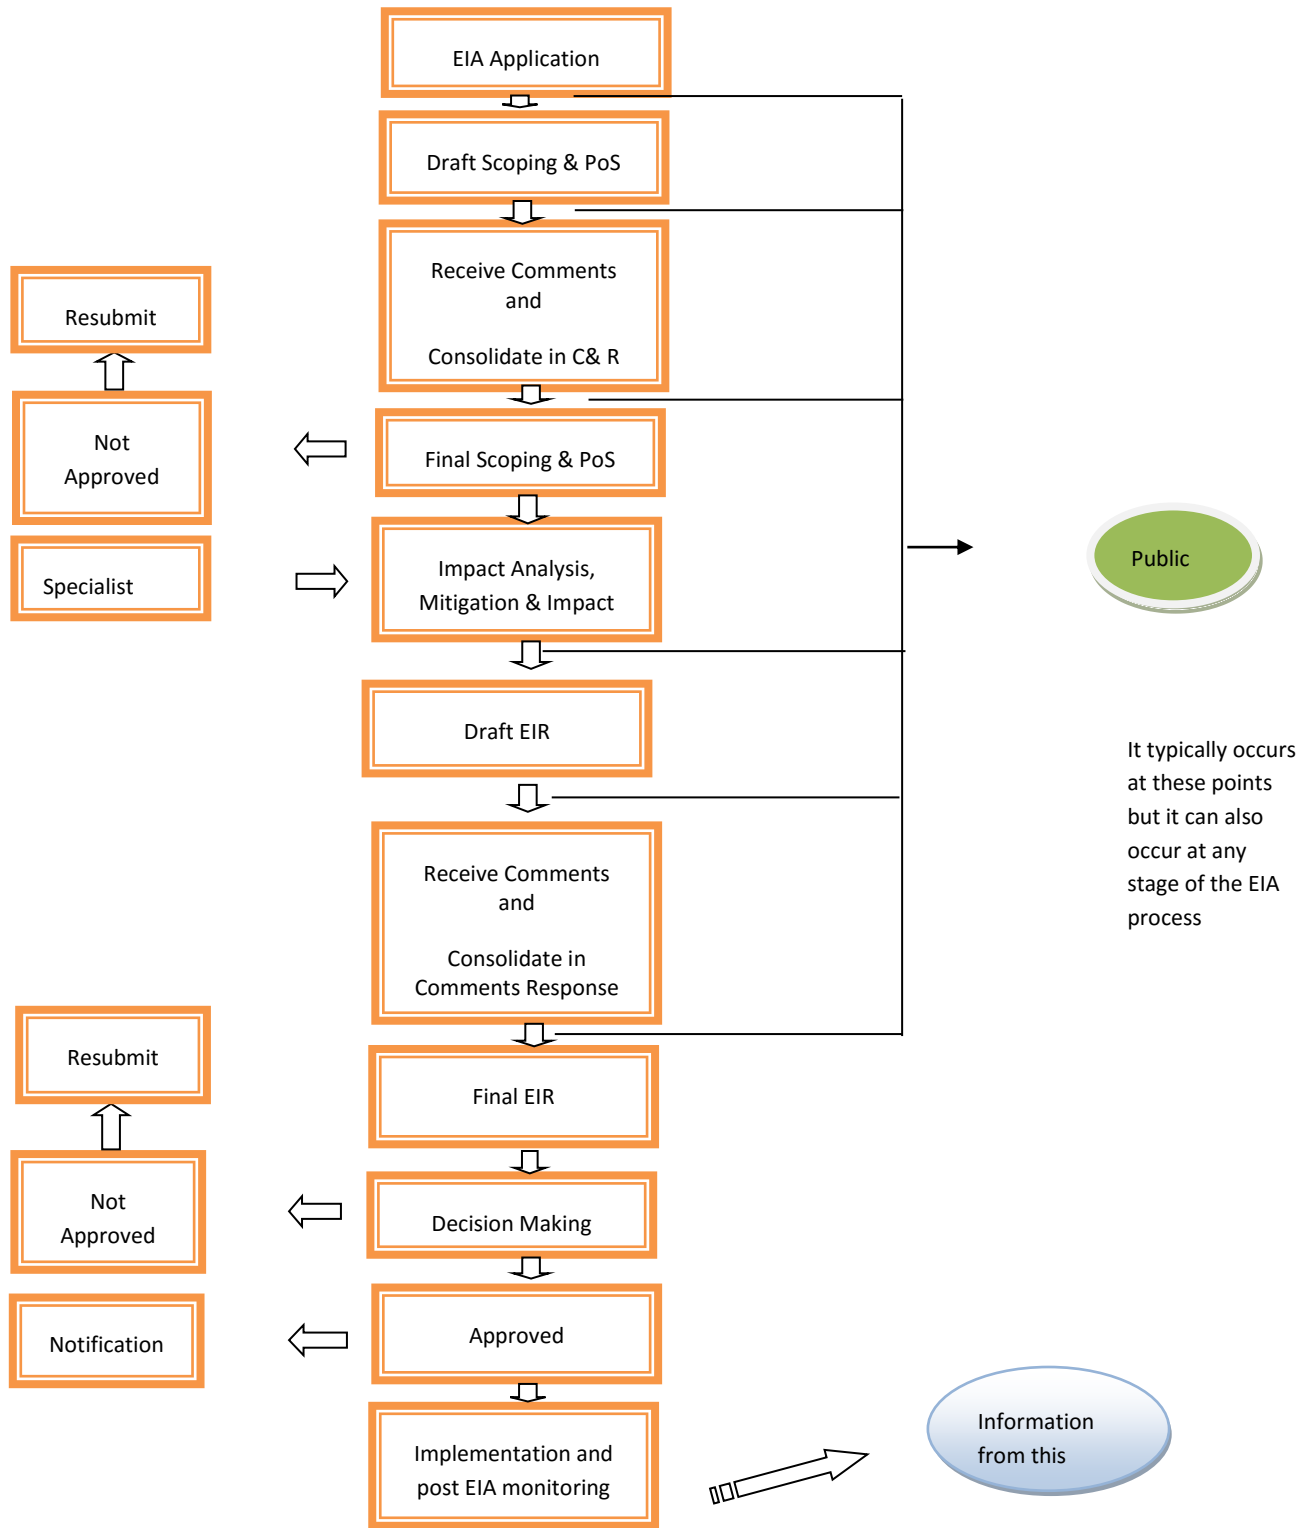 EIA Application
Draft Scoping & PoS
Receive Comments
and
Consolidate in C& R
Resubmit
Not
Approved
Final Scoping & PoS
Specialist
Impact Analysis,
Mitigation & Impact
Public
Draft EIR
It typically occurs
at these points
but it can also
occur at any
stage of the EIA
process
Receive Comments
and
Consolidate in
Comments Response
Resubmit
Final EIR
Not
Approved
Decision Making
Notification
Approved
Implementation and
post EIA monitoring
Information
from this